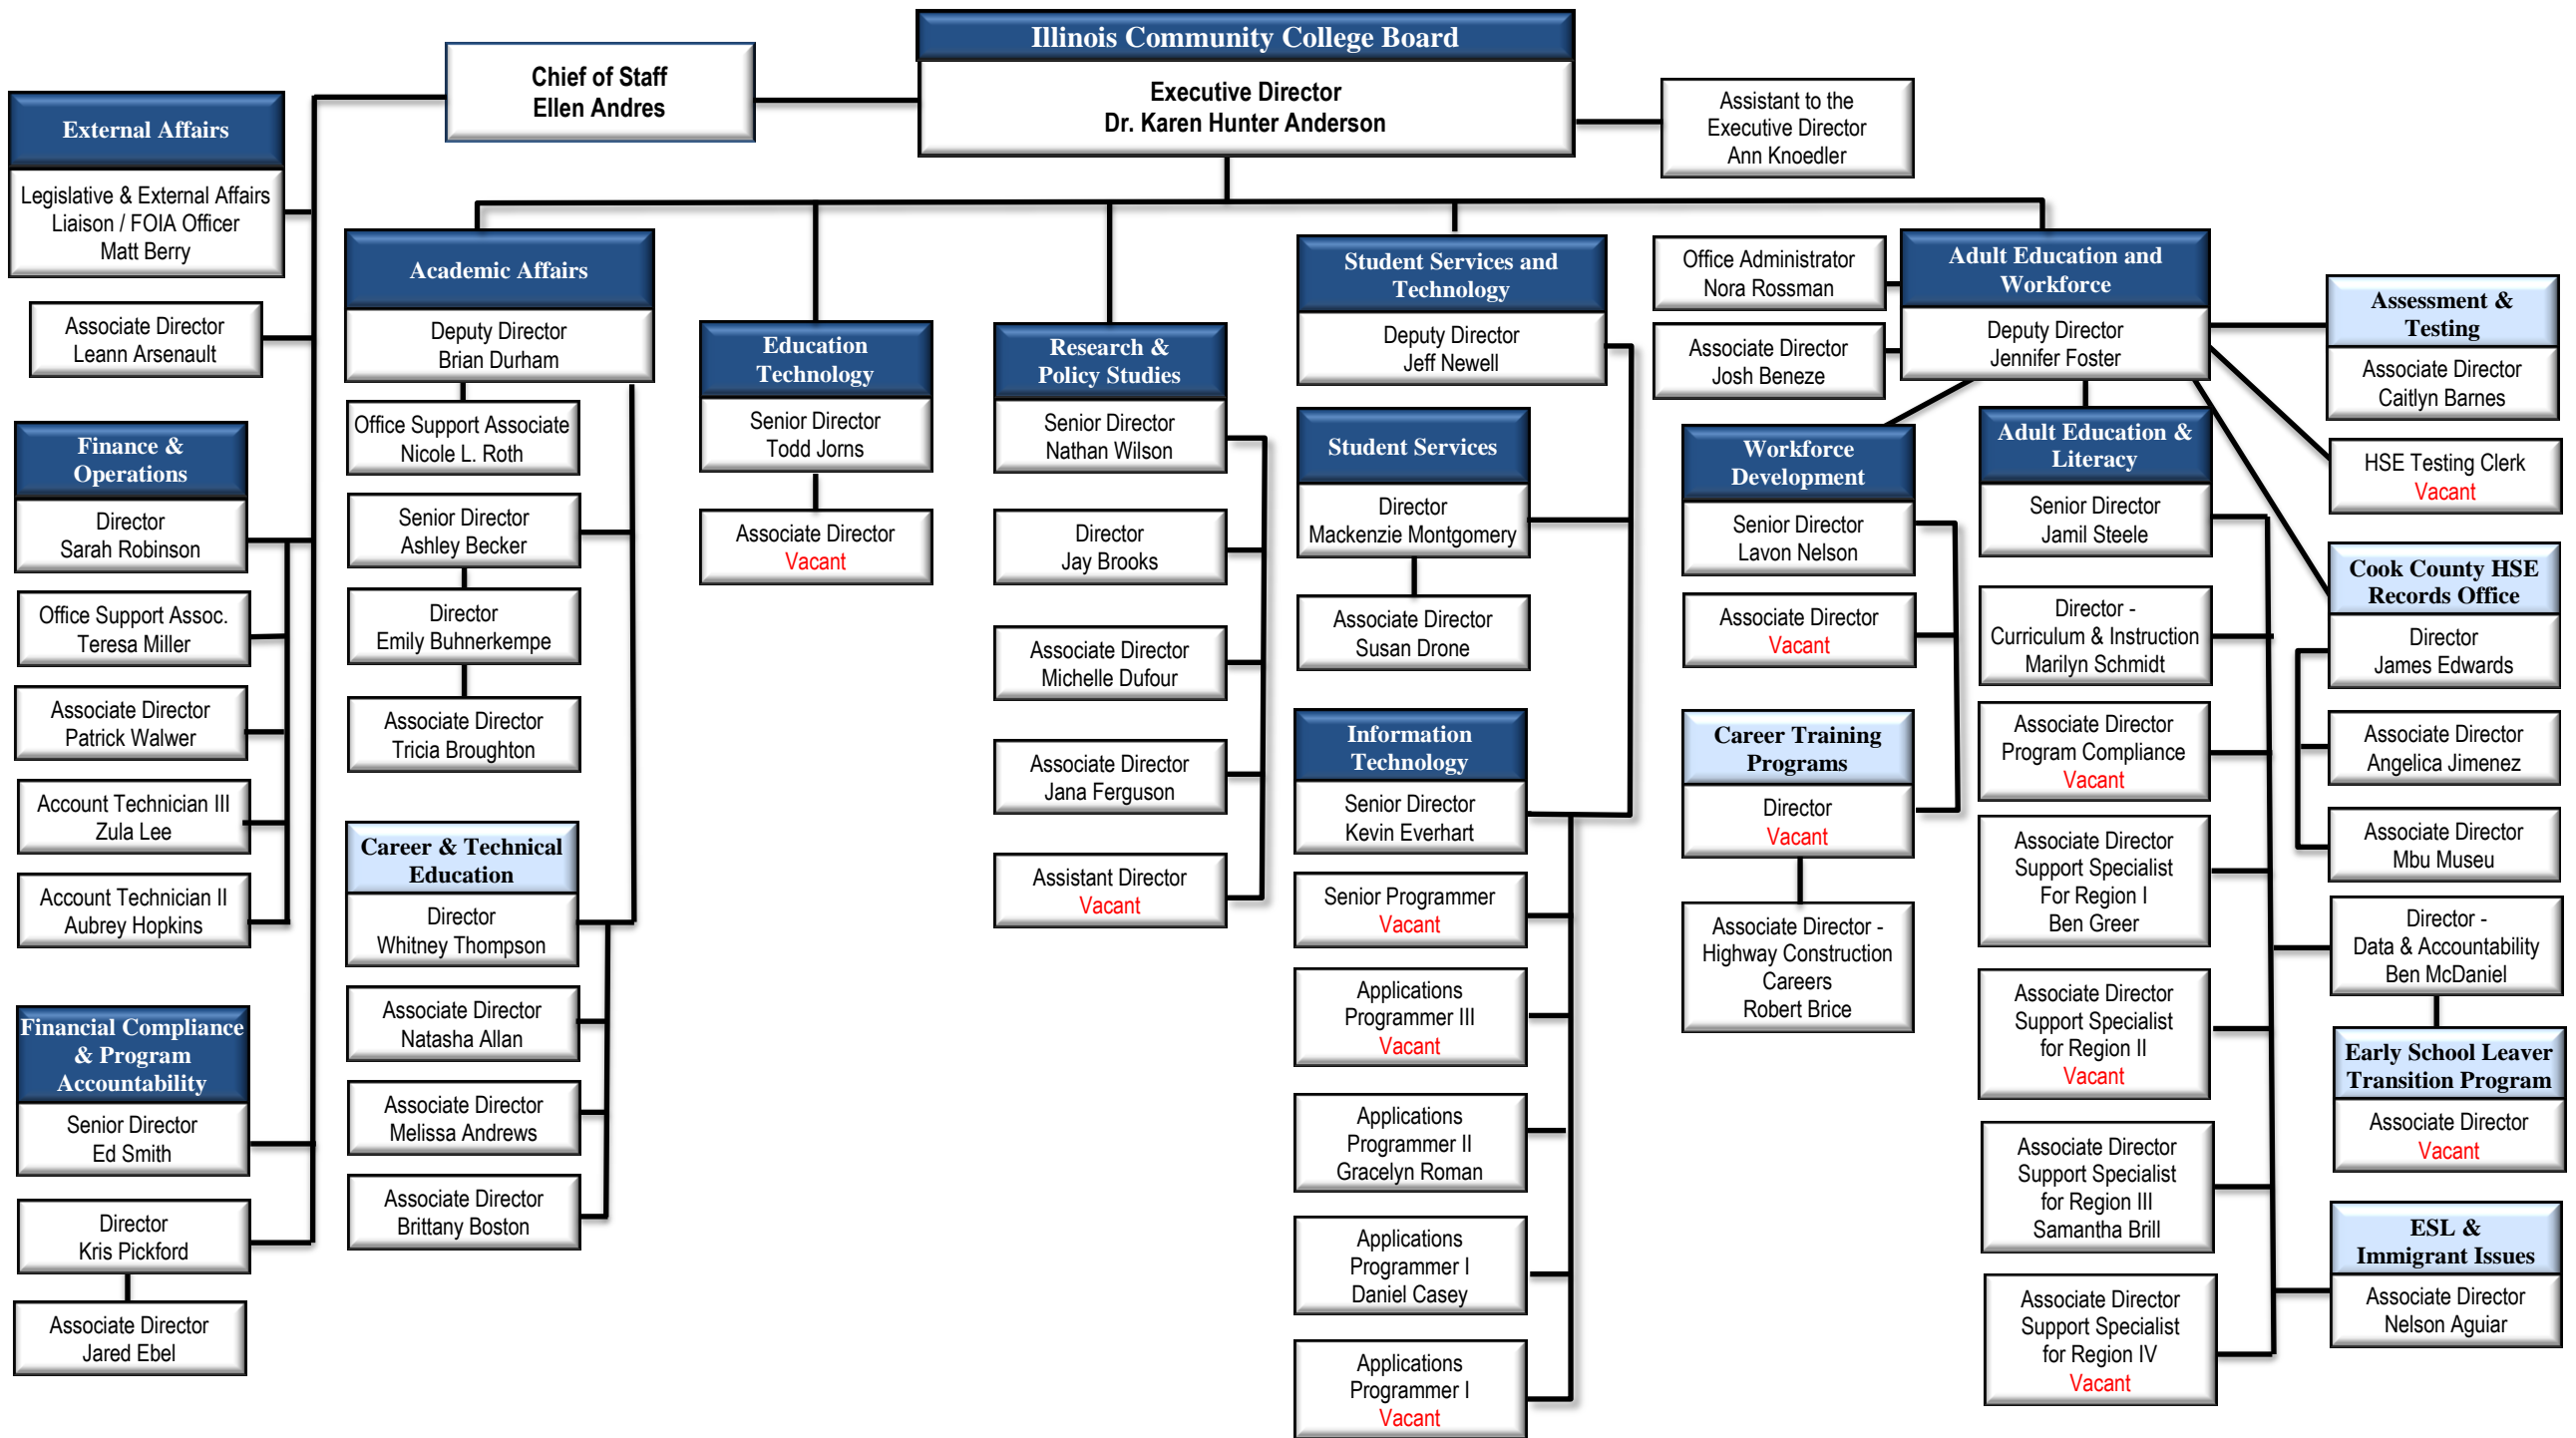 Illinois Community College Board
Executive Director
Dr. Karen Hunter Anderson
Chief of Staff
Ellen Andres
Assistant to the
Executive Director
Ann Knoedler
External Affairs
Legislative & External Affairs
Liaison / FOIA Officer
Matt Berry
Associate Director
Leann Arsenault
Finance &
Operations
Director
Sarah Robinson
Office Support Assoc.
Teresa Miller
Associate Director
Patrick Walwer
Account Technician III
Zula Lee
Account Technician II
Aubrey Hopkins
Financial Compliance
& Program
Accountability
Senior Director
Ed Smith
Director
Kris Pickford
Associate Director
Jared Ebel
Academic Affairs
Deputy Director
Brian Durham
Office Support Associate
Nicole L. Roth
Senior Director
Ashley Becker
Director
Emily Buhnerkempe
Associate Director
Tricia Broughton
Career & Technical
Education
Director
Whitney Thompson
Associate Director
Natasha Allan
Associate Director
Melissa Andrews
Associate Director
Brittany Boston
Education
Technology
Senior Director
Todd Jorns
Associate Director
Vacant
Research &
Policy Studies
Senior Director
Nathan Wilson
Director
Jay Brooks
Associate Director
Michelle Dufour
Associate Director
Jana Ferguson
Assistant Director
Vacant
Student Services and
Technology
Deputy Director
Jeff Newell
Student Services
Director
Mackenzie Montgomery
Associate Director
Susan Drone
Information
Technology
Senior Director
Kevin Everhart
Senior Programmer
Vacant
Applications
Programmer III
Vacant
Applications
Programmer II
Gracelyn Roman
Applications
Programmer I
Daniel Casey
Applications
Programmer I
Vacant
Office Administrator
Nora Rossman
Associate Director
Josh Beneze
Adult Education and
Workforce
Deputy Director
Jennifer Foster
Workforce
Development
Senior Director
Lavon Nelson
Associate Director
Vacant
Career Training
Programs
Director
Vacant
Associate Director -
Highway Construction
Careers
Robert Brice
Adult Education &
Literacy
Senior Director
Jamil Steele
Director -
Curriculum & Instruction
Marilyn Schmidt
Associate Director
Program Compliance
Vacant
Associate Director
Support Specialist
For Region I
Ben Greer
Associate Director
Support Specialist
for Region II
Vacant
Associate Director
Support Specialist
for Region III
Samantha Brill
Associate Director
Support Specialist
for Region IV
Vacant
Assessment &
Testing
Associate Director
Caitlyn Barnes
HSE Testing Clerk
Vacant
Cook County HSE
Records Office
Director
James Edwards
Associate Director
Angelica Jimenez
Associate Director
Mbu Museu
Director -
Data & Accountability
Ben McDaniel
Early School Leaver
Transition Program
Associate Director
Vacant
ESL &
Immigrant Issues
Associate Director
Nelson Aguiar